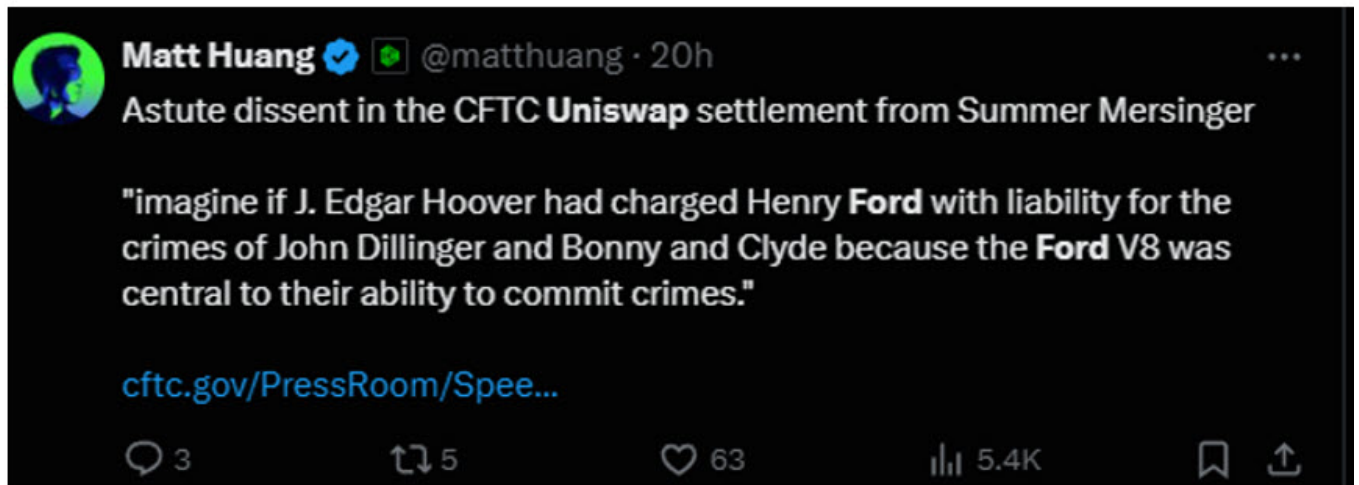 Matt Huang @matthuang · 20h
Astute dissent in the CFTC Uniswap settlement from Summer Mersinger
"imagine if J. Edgar Hoover had charged Henry Ford with liability for the
crimes of John Dillinger and Bonny and Clyde because the Ford V8 was
central to their ability to commit crimes."
cftc.gov/PressRoom/Spee...
3 5 63 5.4K